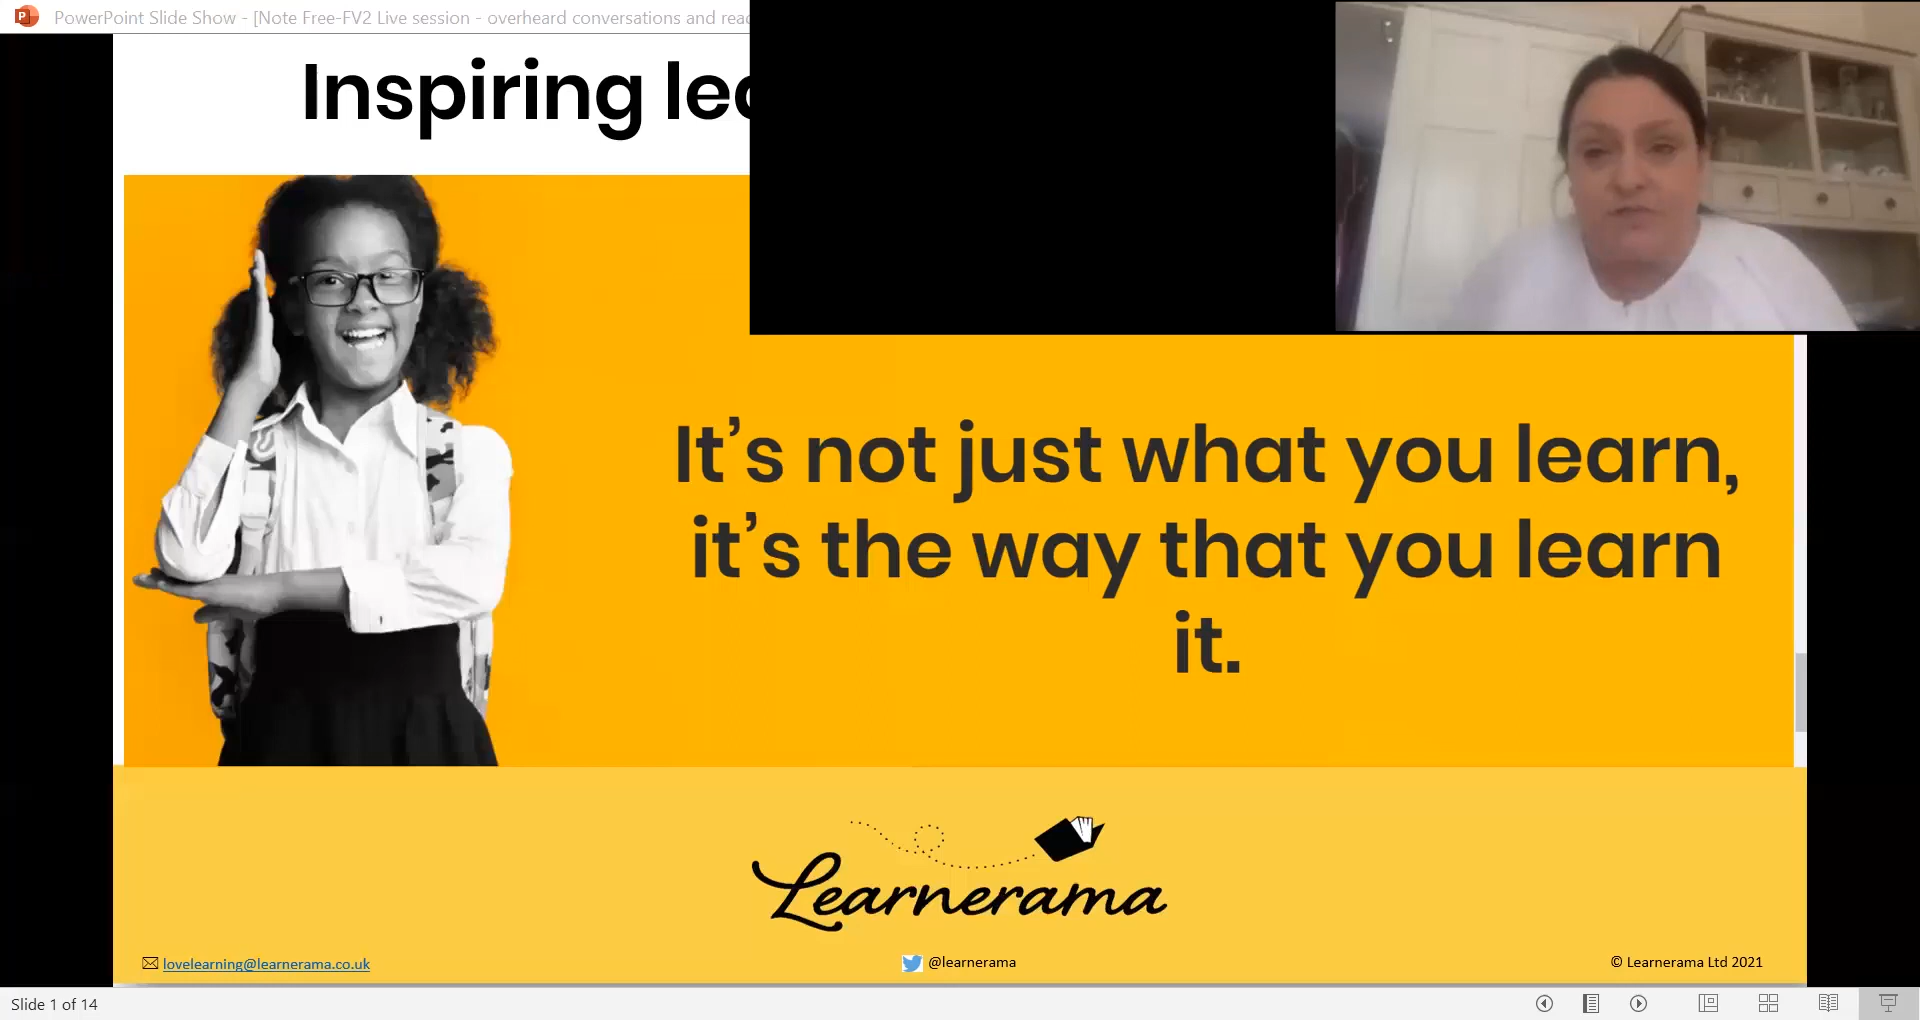 PowerPoint Slide Show - [Note Free-FV2 Live session - overheard conversations and
Inspiring
It's not just what you learn,
it's the way that you learn
it.
Learnerama
lovelearning@learnerama.co.uk
@learnerama
© Learnerama Ltd 2021
Slide 1 of 14